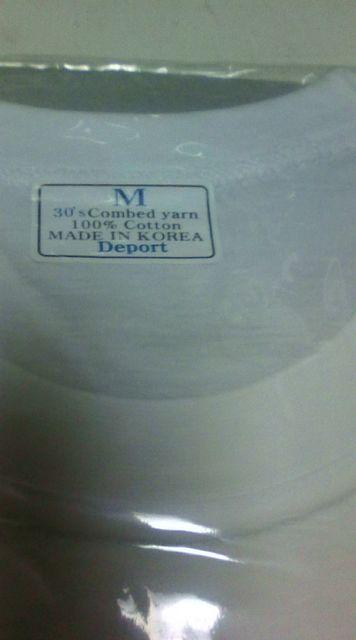 M
30's Combed yarn
100% Cotton
MADE IN KOREA
Deport